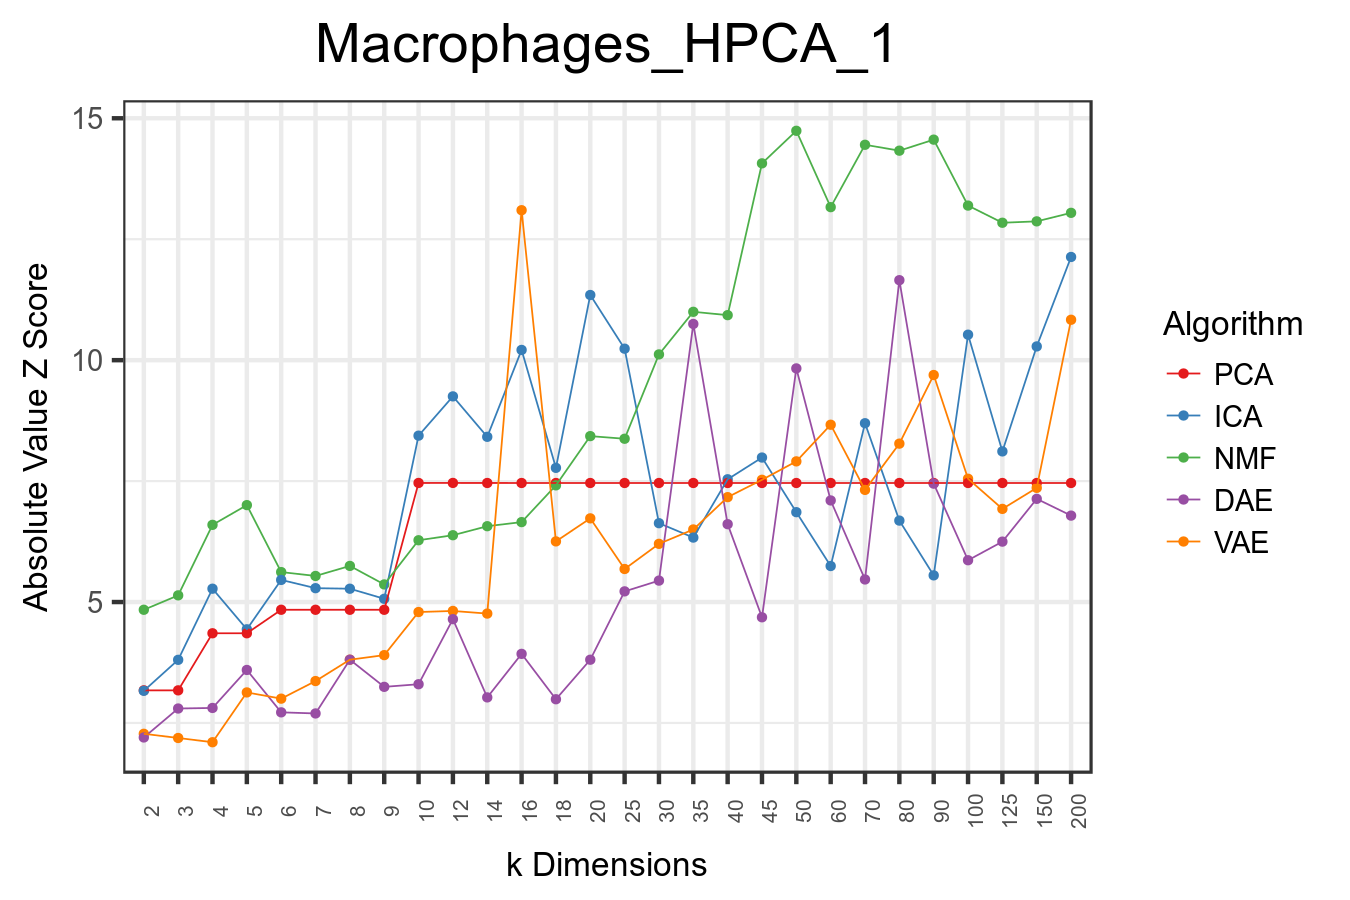 Macrophages_HPCA_1
Absolute Value Z Score
15
10
5
2 3 4 5 6 7 8 9 10 12 14 16 18 20 25 30 35 40 45 50 60 70 80 90 100 125 150 200
k Dimensions
Algorithm
PCA
ICA
NMF
DAE
VAE